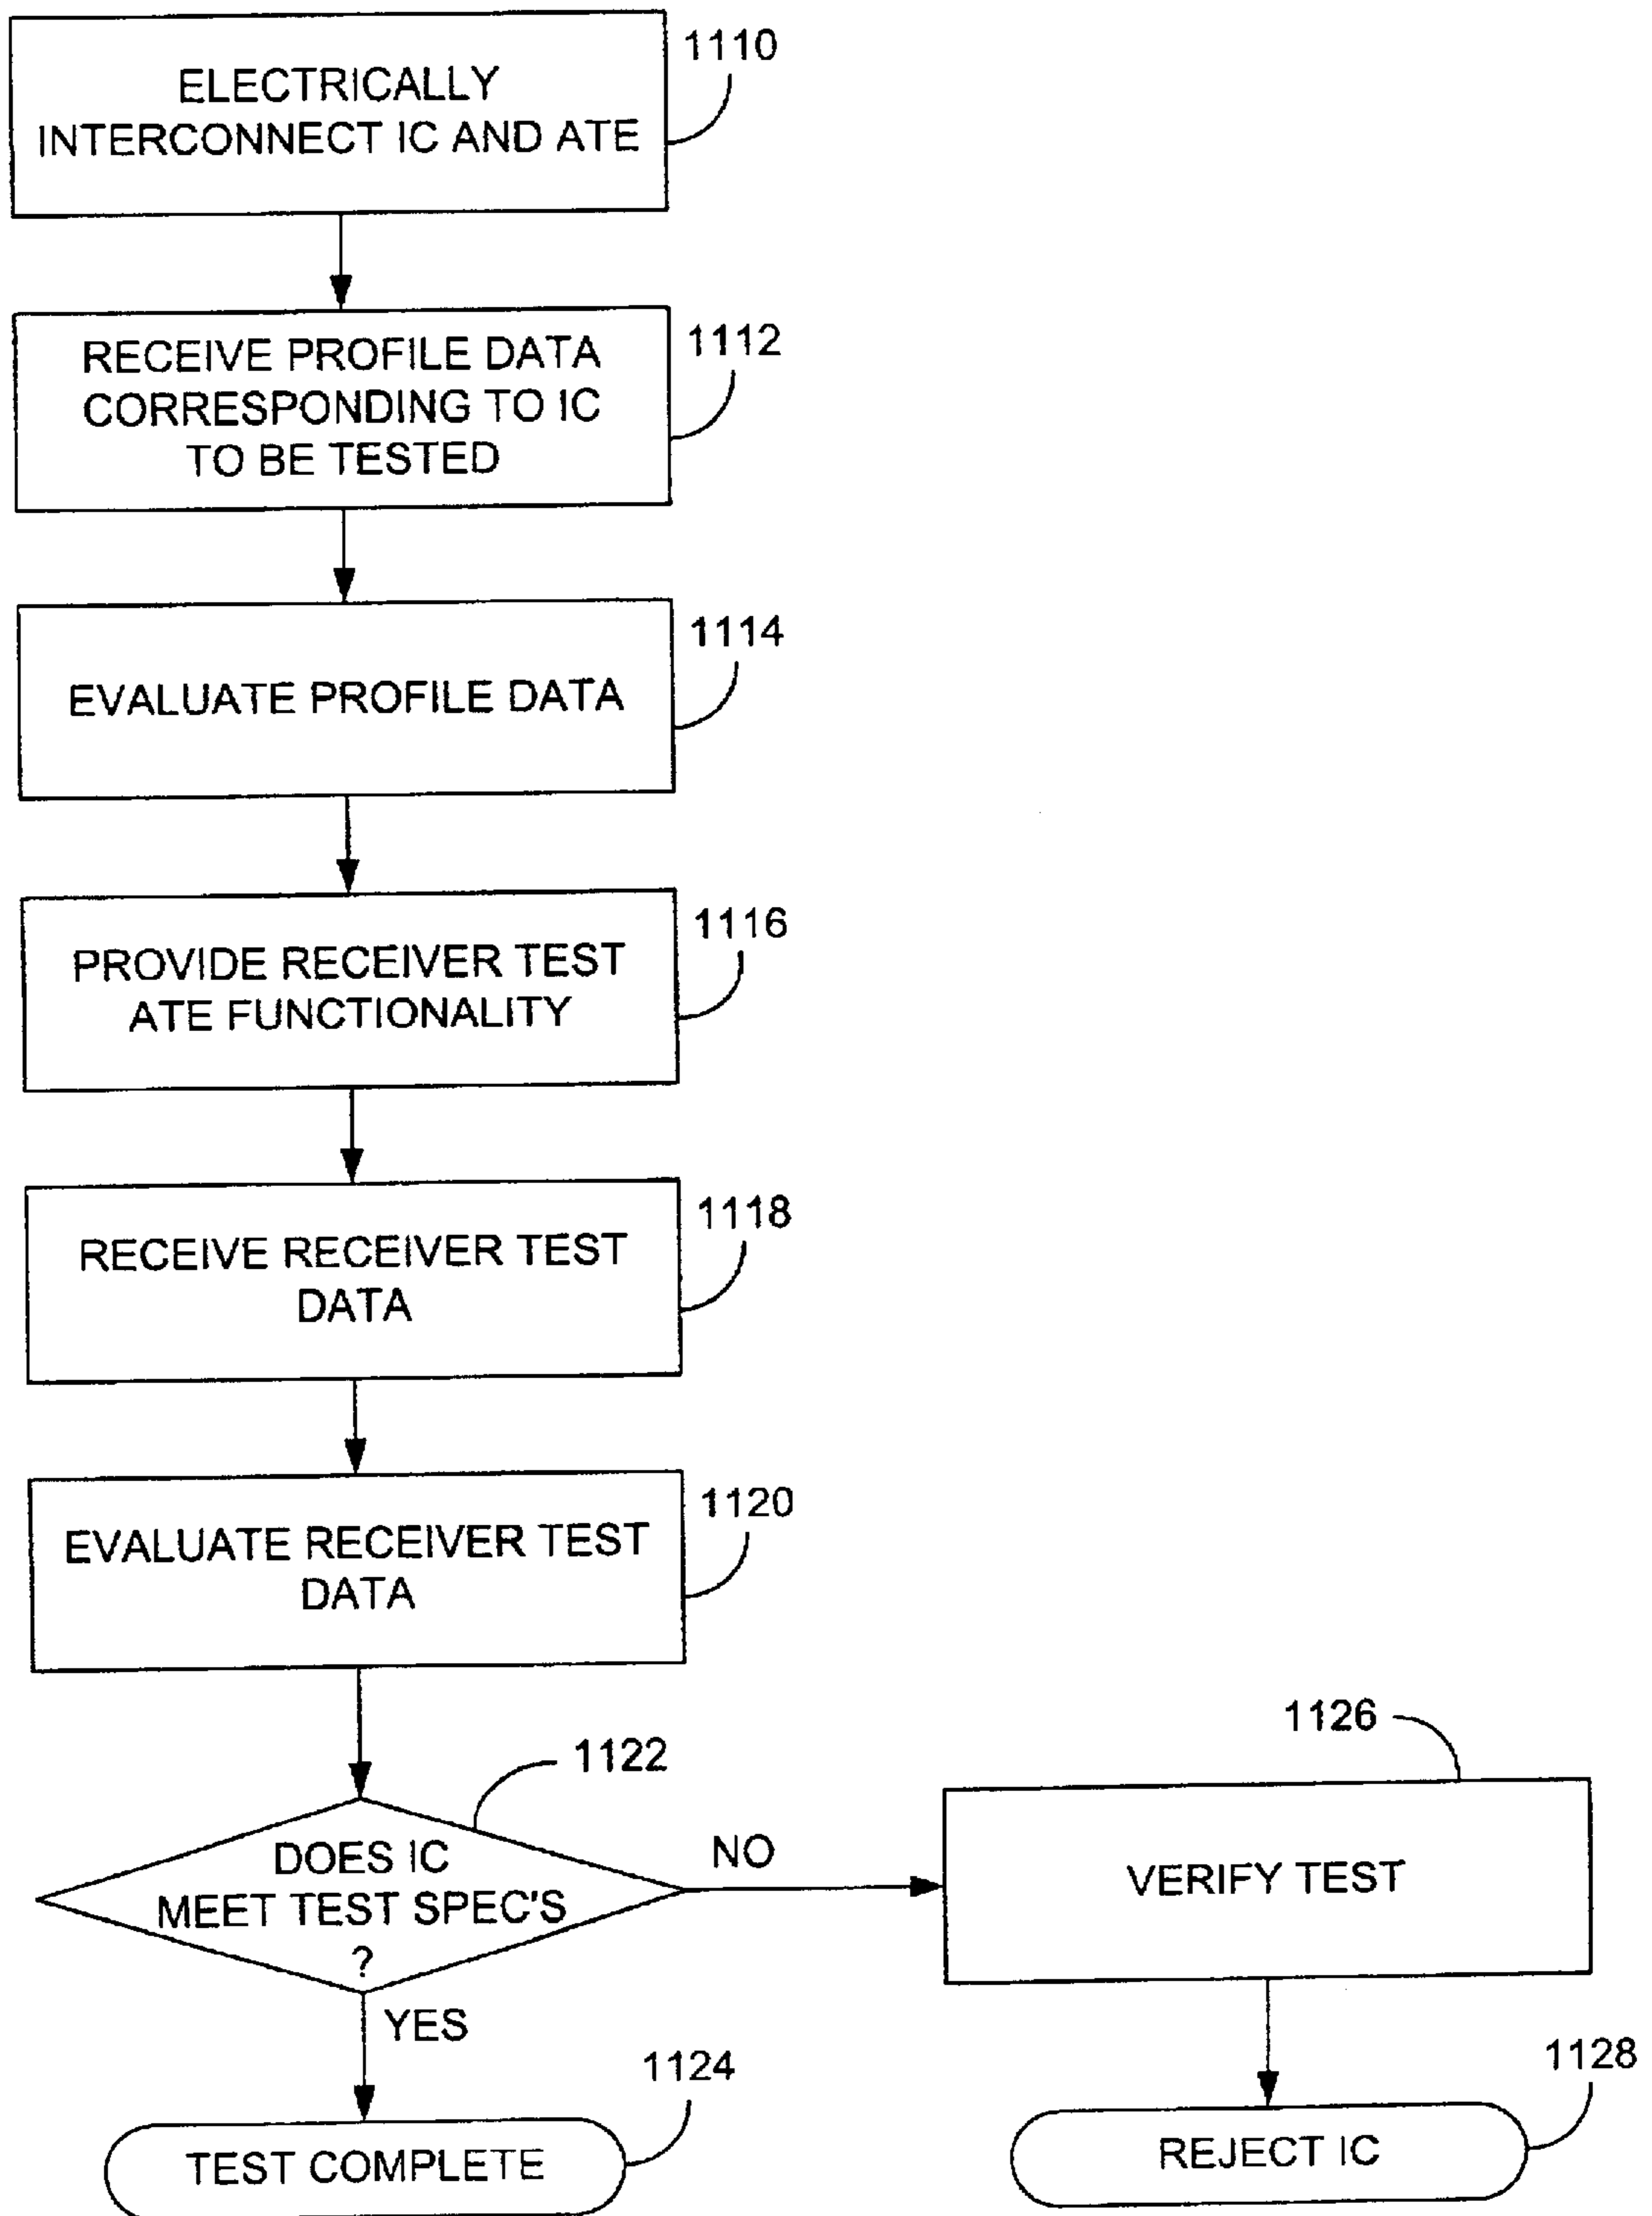 1110
ELECTRICALLY
INTERCONNECT IC AND ATE
1112
RECEIVE PROFILE DATA
CORRESPONDING TO IC
TO BE TESTED
1114
EVALUATE PROFILE DATA
1116
PROVIDE RECEIVER TEST
ATE FUNCTIONALITY
1118
RECEIVE RECEIVER TEST
DATA
1120
EVALUATE RECEIVER TEST
DATA
1122
DOES IC
MEET TEST SPEC'S
?
NO
1126
VERIFY TEST
YES
1124
TEST COMPLETE
1128
REJECT IC